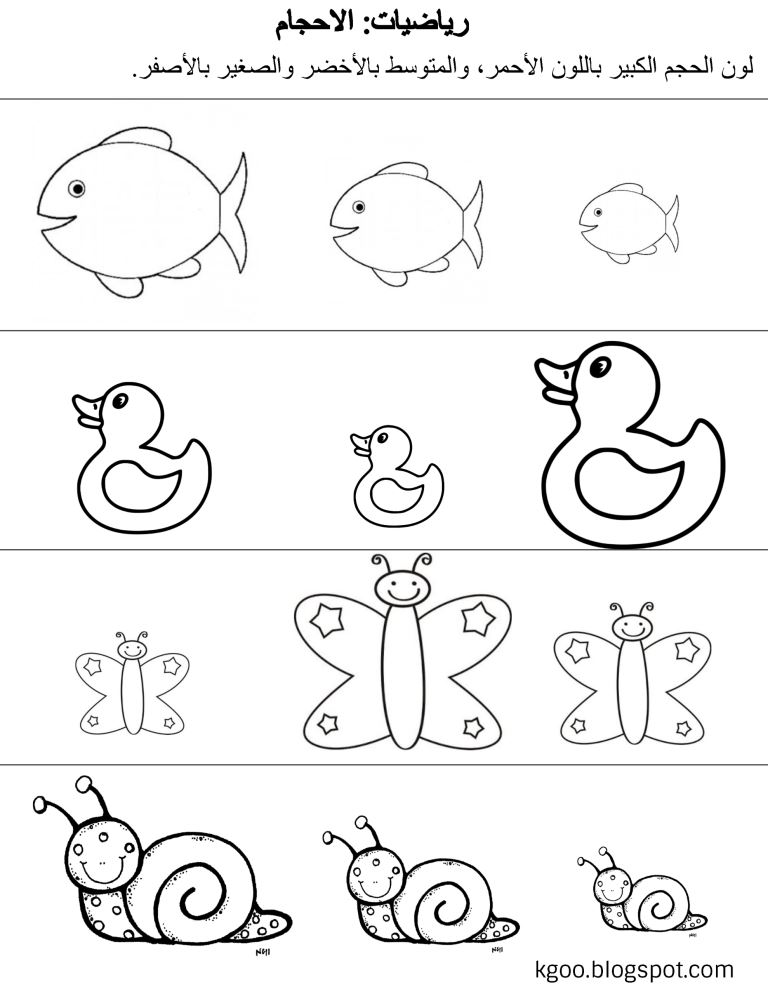 رياضيات: الاحجام
لون الحجم الكبير باللون الأحمر، والمتوسط بالأخضر والصغير بالأصفر.
kgoo.blogspot.com